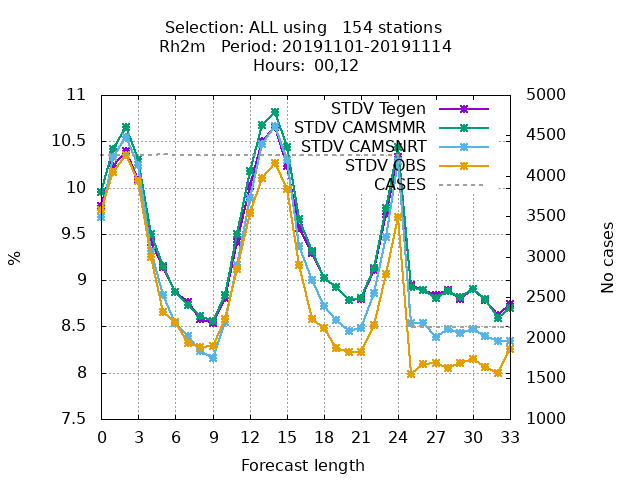 Selection: ALL using   154 stations
Rh2m   Period: 20191101-20191114
Hours:  00,12
11
10.5
10
9.5
9
8.5
8
7.5
%
5000
4500
4000
3500
3000
2500
2000
1500
1000
No cases
STDV Tegen
STDV CAMSMMR
STDV CAMSNRT
STDV OBS
CASES
0 3 6 9 12 15 18 21 24 27 30 33
Forecast length